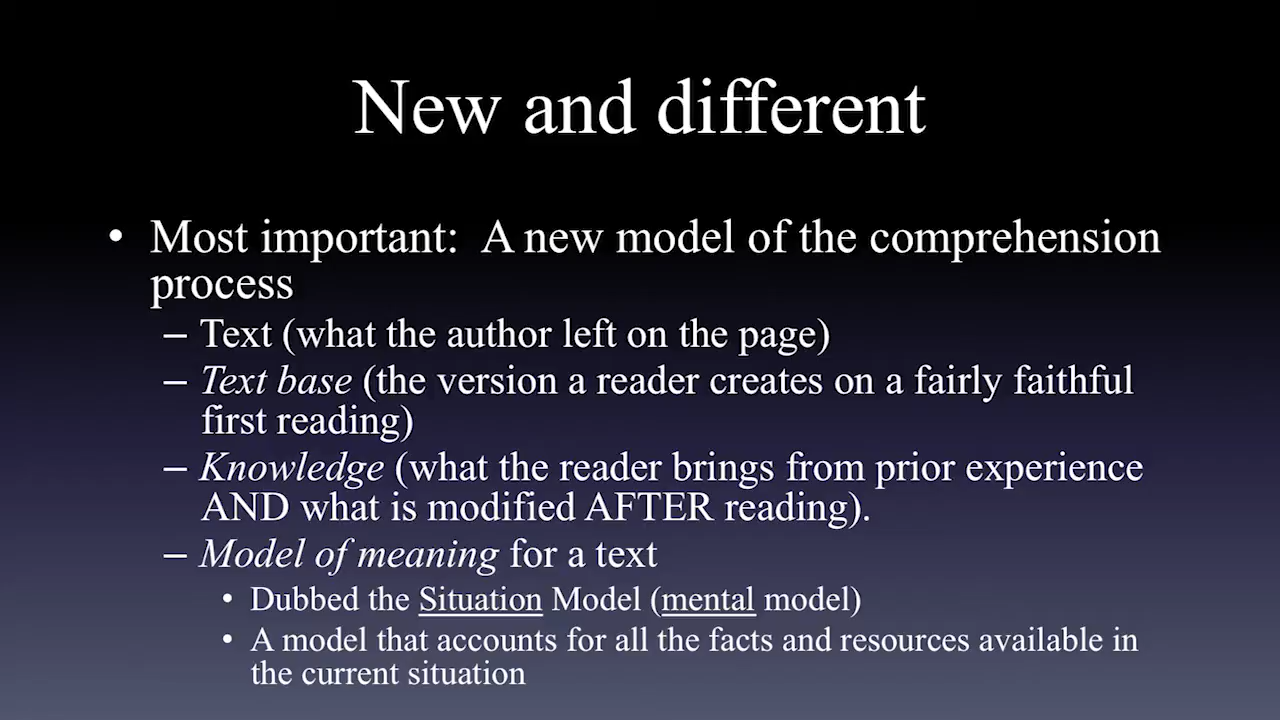 New and different
• Most important:  A new model of the comprehension
process
– Text (what the author left on the page)
– Text base (the version a reader creates on a fairly faithful
first reading)
– Knowledge (what the reader brings from prior experience
AND what is modified AFTER reading).
– Model of meaning for a text
• Dubbed the Situation Model (mental model)
• A model that accounts for all the facts and resources available in
the current situation